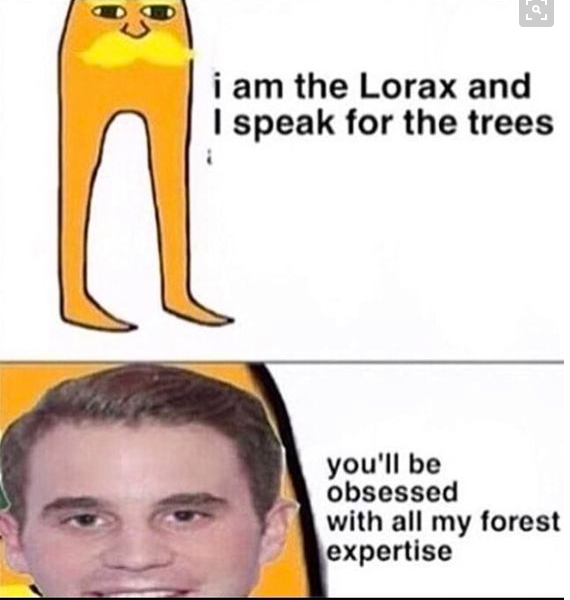 i am the Lorax and
I speak for the trees
you'll be
obsessed
with all my forest
expertise